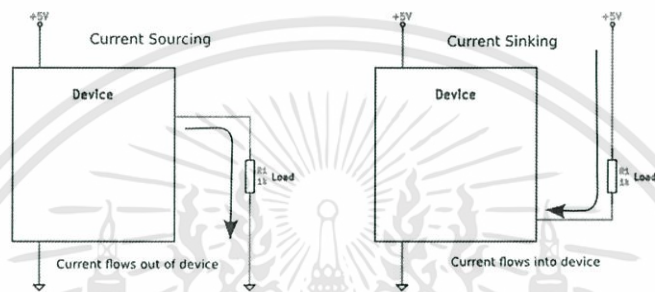 +5V
Current Sourcing
Device
R1
1k
Load
Current flows out of device
+5V
+5V
Current Sinking
Device
R1
1k
Load
Current flows into device